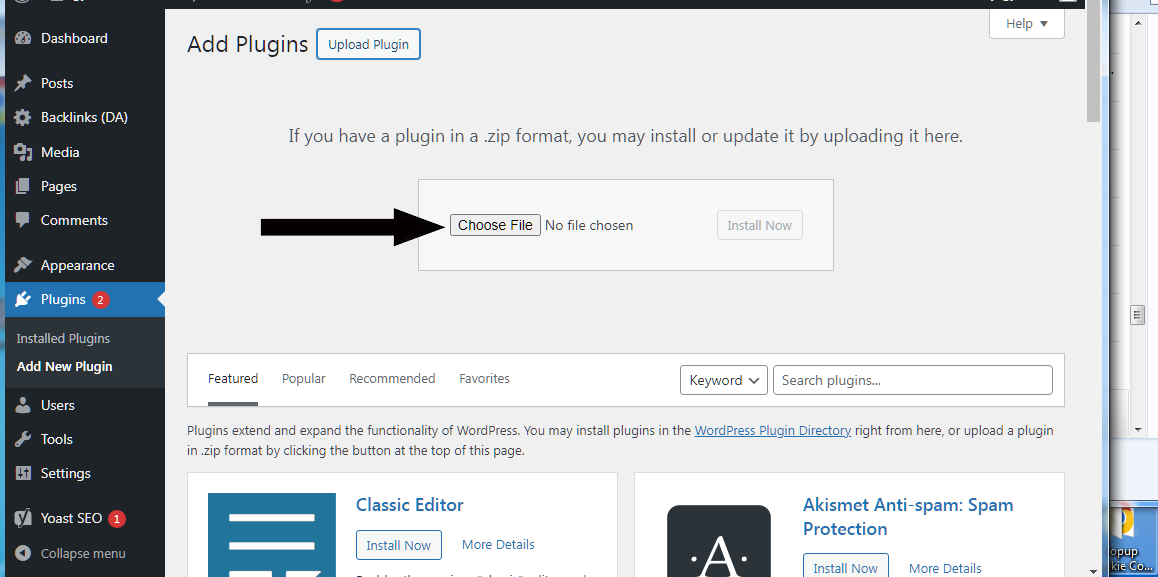 Dashboard
Posts
Backlinks (DA)
Media
Pages
Comments
Appearance
Plugins 2
Installed Plugins
Add New Plugin
Users
Tools
Settings
Yoast SEO 1
Collapse menu
Add Plugins Upload Plugin
Help
If you have a plugin in a .zip format, you may install or update it by uploading it here.
Choose File No file chosen Install Now
Featured Popular Recommended Favorites Keyword Search plugins...
Plugins extend and expand the functionality of WordPress. You may install plugins in the WordPress Plugin Directory right from here, or upload a plugin
in .zip format by clicking the button at the top of this page.
Classic Editor
Install Now More Details
Akismet Anti-spam: Spam
Protection
Install Now More Details
opup
kie Co...